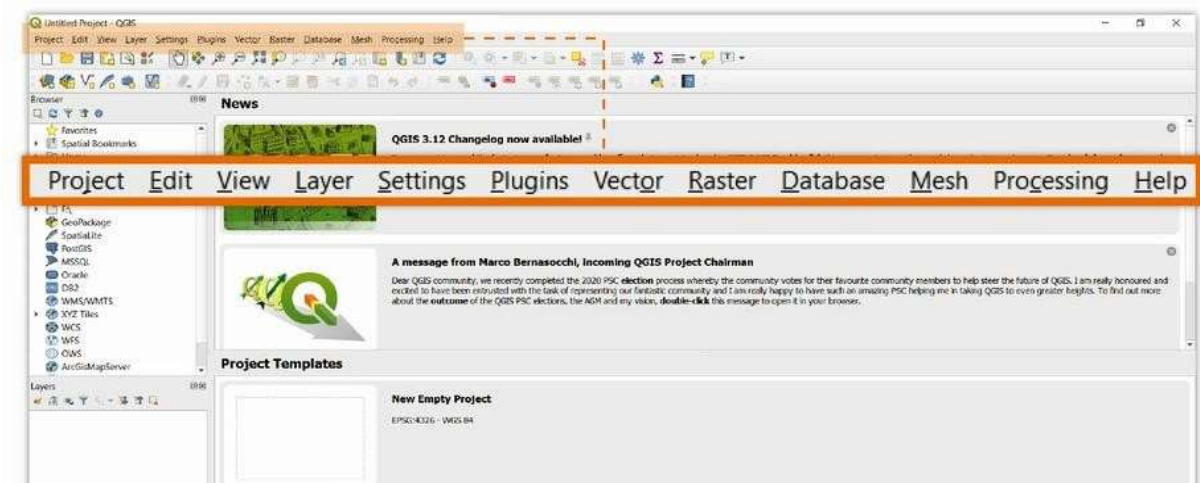 Untitled Project - QGIS
Project Edit View Layer Settings Plugins Vector Raster Database Mesh Processing Help
Browser
News
Favorites
Spatial Bookmarks
QGIS 3.12 Changelog now available!
Project Edit View Layer Settings Plugins Vector Raster Database Mesh Processing Help
GeoPackage
SpatiaLite
PostGIS
MSSQL
Oracle
DB2
WMS/WMTS
XYZ Tiles
WCS
WFS
OWS
ArcGisMapServer
A message from Marco Bernasocchi, incoming QGIS Project Chairman
Dear QGIS community, we recently completed the 2020 PSC election process whereby the community votes for their favourite community members to help steer the future of QGIS. I am really honoured and
excited to have been entrusted with the task of representing our fantastic community and I am really happy to have such an amazing PSC helping me in taking QGIS to even greater heights. To find out more
about the outcome of the QGIS PSC elections, the AGM and my vision, double-click this message to open it in your browser.
Project Templates
Layers
New Empty Project
EPSG:4326 - WGS 84